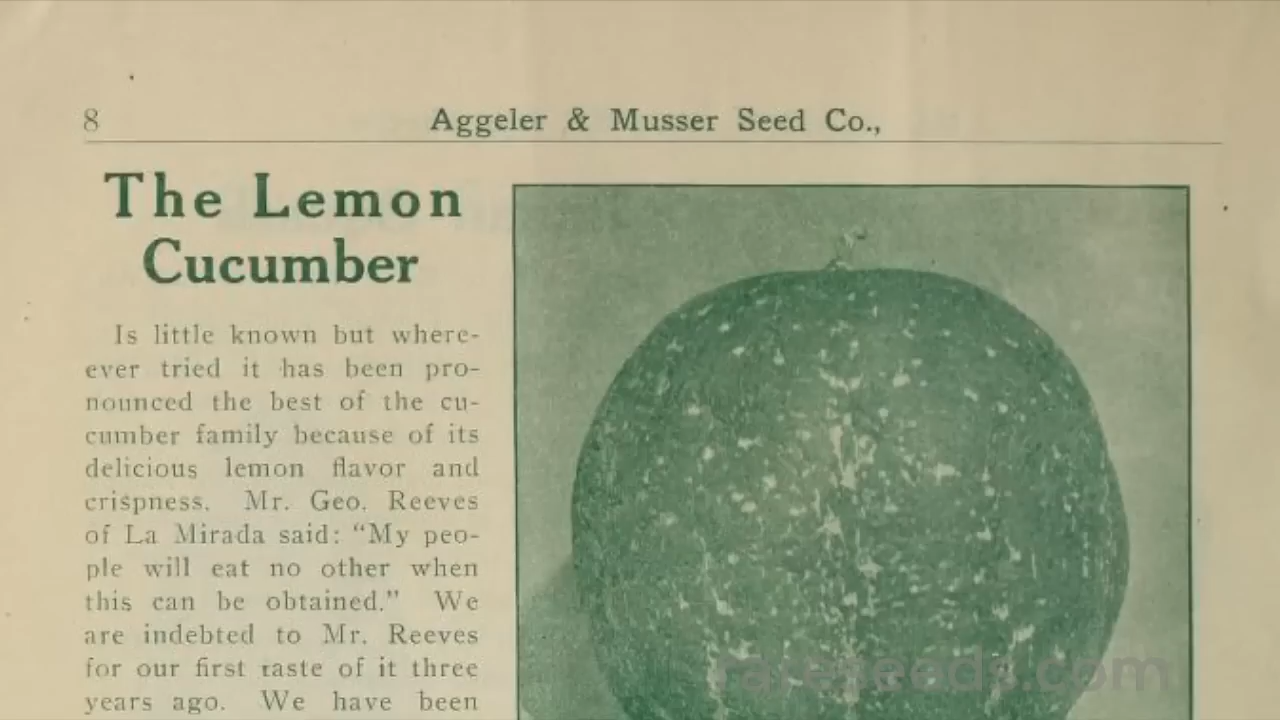 8
Aggeler & Musser Seed Co.,
The Lemon
Cucumber
Is little known but where-
ever tried it has been pro-
nounced the best of the cu-
cumber family because of its
delicious lemon flavor and
crispness. Mr. Geo. Reeves
of La Mirada said: “My peo-
ple will eat no other when
this can be obtained.” We
are indebted to Mr. Reeves
for our first taste of it three
years ago. We have been
rareseeds.com